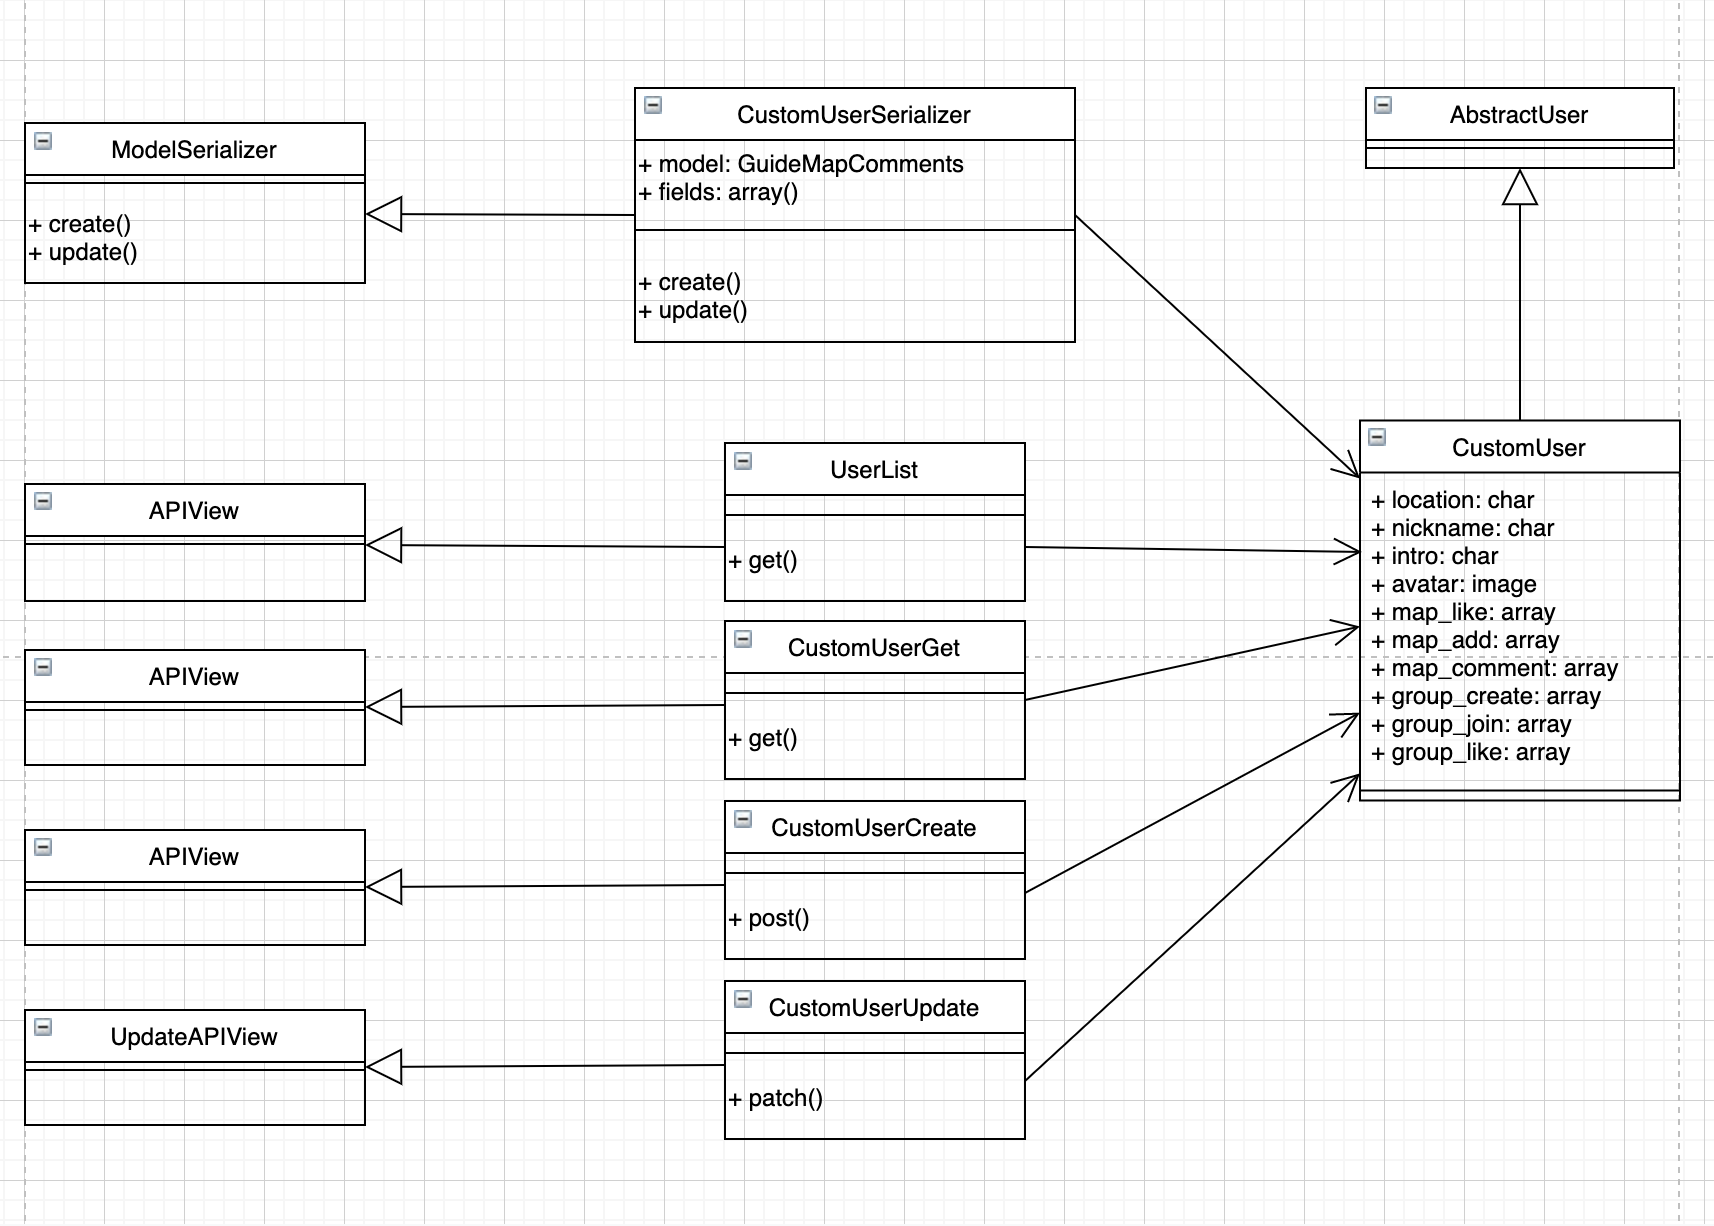 ModelSerializer
+ create()
+ update()
CustomUserSerializer
+ model: GuideMapComments
+ fields: array()
+ create()
+ update()
AbstractUser
APIView
UserList
+ get()
CustomUser
+ location: char
+ nickname: char
+ intro: char
+ avatar: image
+ map_like: array
+ map_add: array
+ map_comment: array
+ group_create: array
+ group_join: array
+ group_like: array
APIView
CustomUserGet
+ get()
APIView
CustomUserCreate
+ post()
UpdateAPIView
CustomUserUpdate
+ patch()